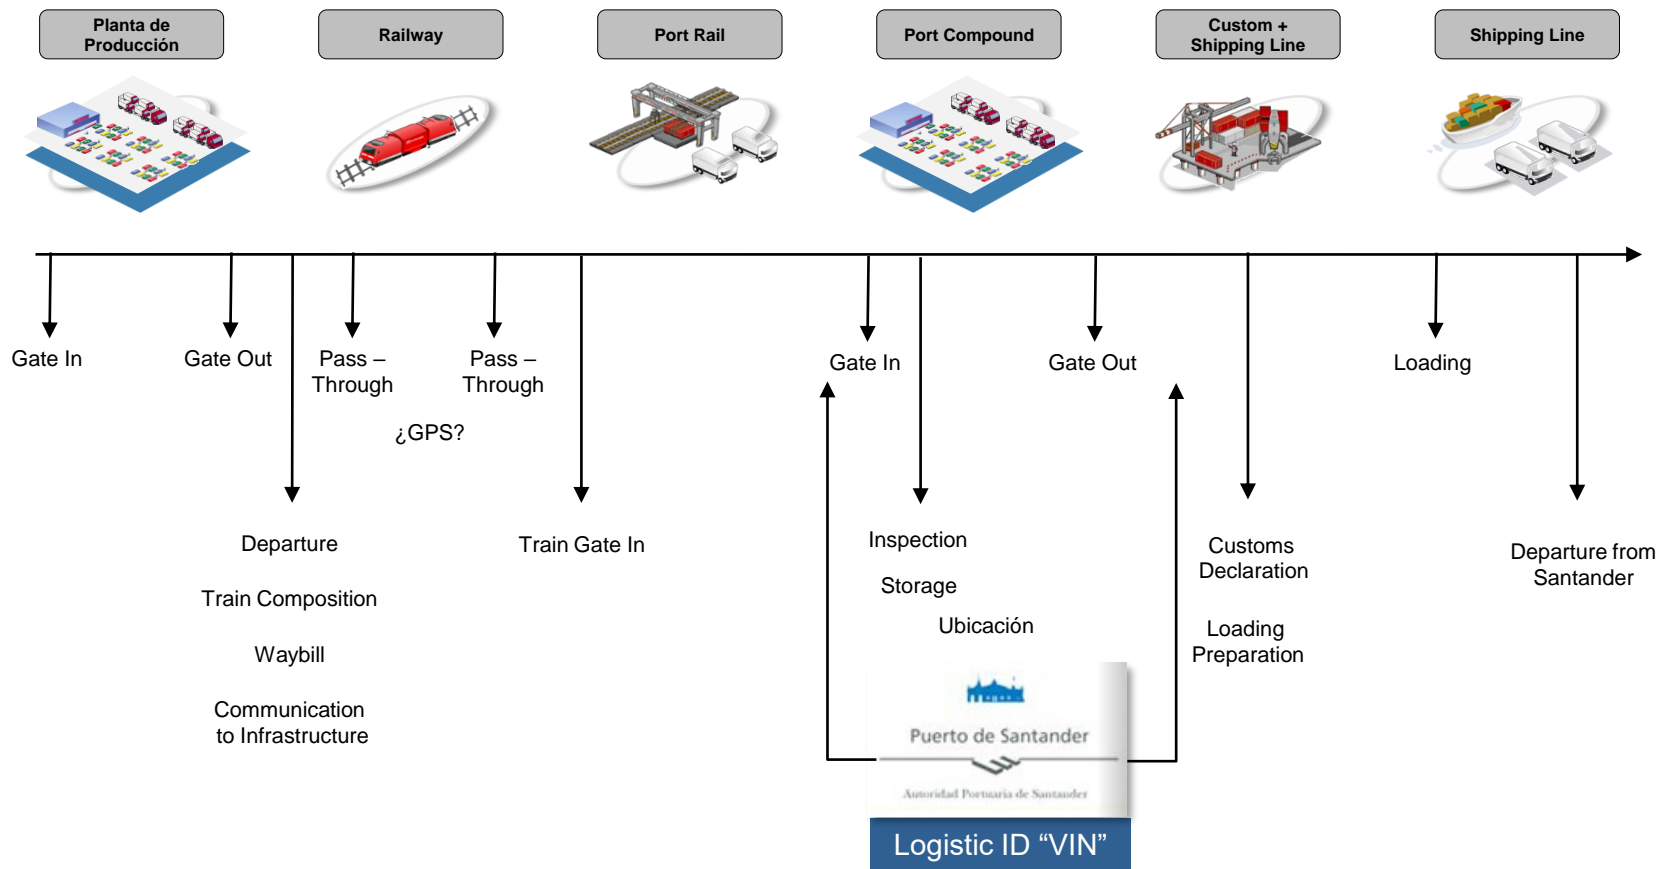 Planta de
Producción
Railway
Port Rail
Port Compound
Custom +
Shipping Line
Shipping Line
Gate In
Gate Out
Pass –
Through
Pass –
Through
Gate In
Gate Out
Loading
¿GPS?
Departure
Train Composition
Waybill
Communication
to Infrastructure
Train Gate In
Inspection
Storage
Ubicación
Customs
Declaration
Loading
Preparation
Departure from
Santander
Puerto de Santander
Autoridad Portuaria de Santander
Logistic ID “VIN”